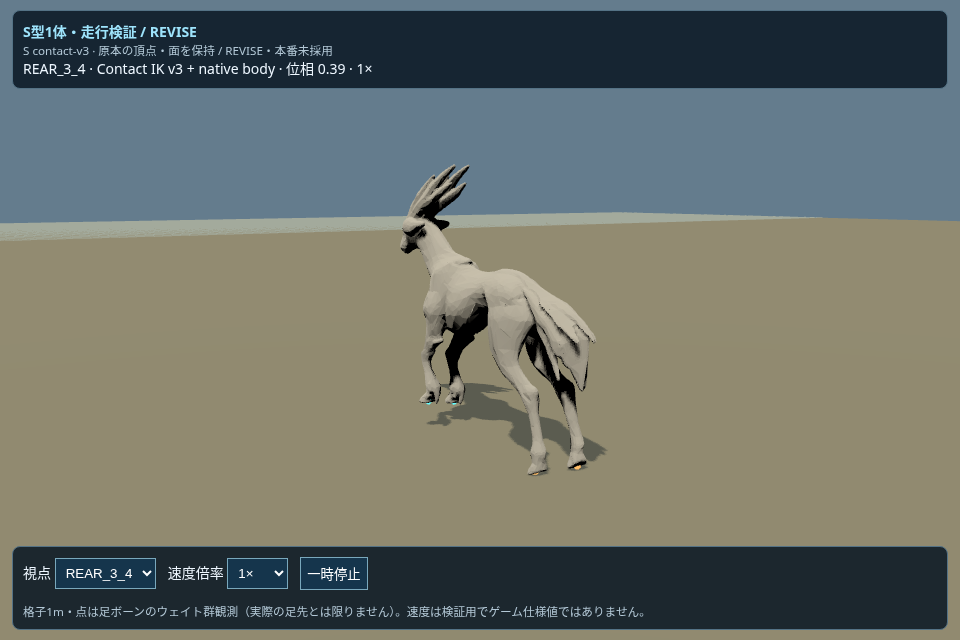 S型1体・走行検証 / REVISE
S contact-v3 · 原本の頂点・面を保持 / REVISE・本番未採用
REAR_3_4 · Contact IK v3 + native body · 位相 0.39 · 1×
視点 REAR_3_4 速度倍率 1× 一時停止
格子1m・点は足ボーンのウェイト群観測（実際の足先とは限りません）。速度は検証用でゲーム仕様値ではありません。